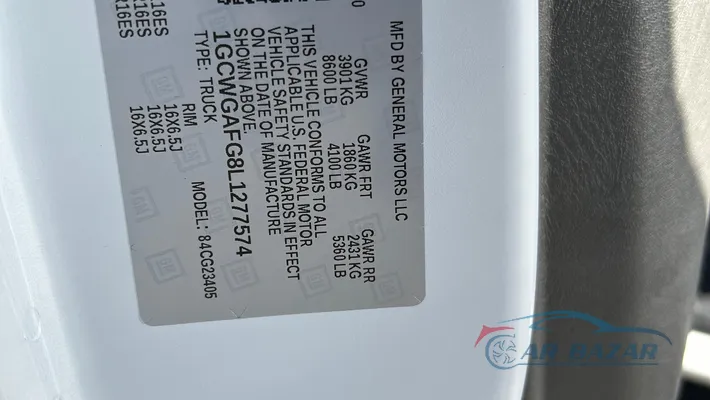 MFD BY GENERAL MOTORS LLC
0
GVWR GAWR FRT GAWR RR
3901 KG 1860 KG 2431 KG
8600 LB 4100 LB 5360 LB
THIS VEHICLE CONFORMS TO ALL
APPLICABLE U.S. FEDERAL MOTOR
VEHICLE SAFETY STANDARDS IN EFFECT
ON THE DATE OF MANUFACTURE
SHOWN ABOVE.
1GCWGAFG8L1277574
TYPE: TRUCK MODEL: 84CG23405
RIM
16X6.5J
16X6.5J
16X6.5J
R16ES
R16ES
GM
AR BAZAR